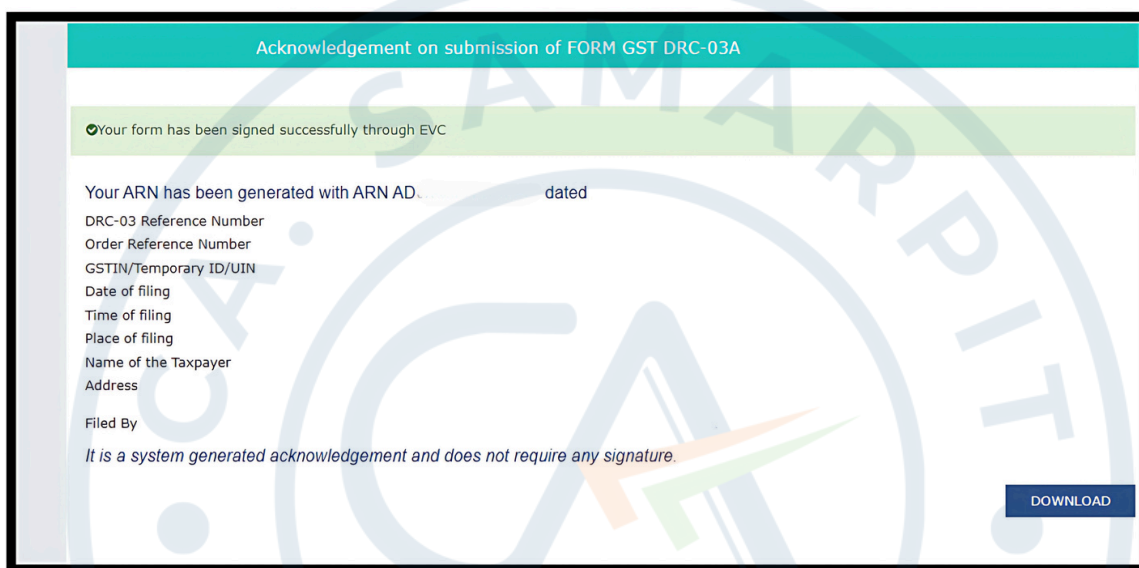 Acknowledgement on submission of FORM GST DRC-03A
Your form has been signed successfully through EVC
Your ARN has been generated with ARN AD dated
DRC-03 Reference Number
Order Reference Number
GSTIN/Temporary ID/UIN
Date of filing
Time of filing
Place of filing
Name of the Taxpayer
Address
Filed By
It is a system generated acknowledgement and does not require any signature.
DOWNLOAD
CA. SAMARPIT